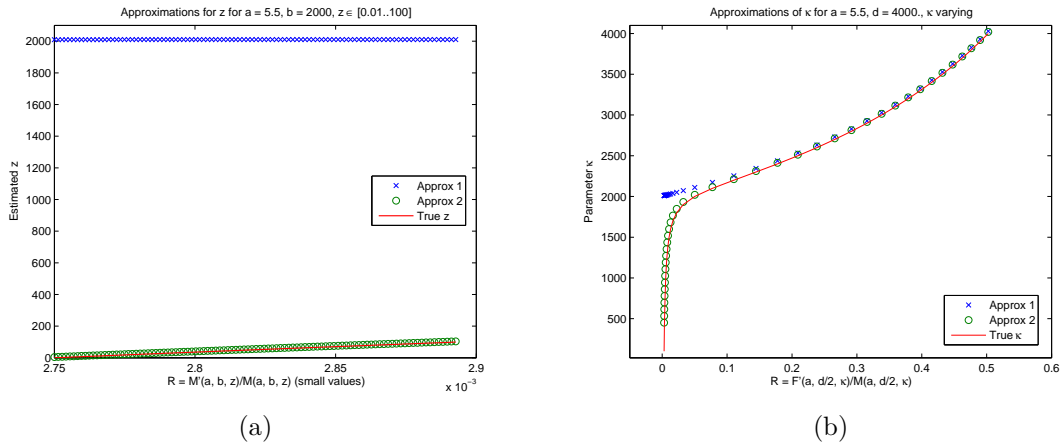 Approximations for z for a = 5.5, b = 2000, z∈ [0.01..100]
2000
1800
1600
1400
1200
1000
800
600
400
200
0
Estimated z
Approx 1
Approx 2
True z
2.75
2.8
2.85
2.9
x 10⁻³
R = M'(a, b, z)/M(a, b, z) (small values)
(a)
Approximations of κ for a = 5.5, d = 4000., κ varying
4000
3500
3000
2500
2000
1500
1000
500
Parameter κ
Approx 1
Approx 2
True κ
0
0.1
0.2
0.3
0.4
0.5
0.6
R = F'(a, d/2, κ)/M(a, d/2, κ)
(b)